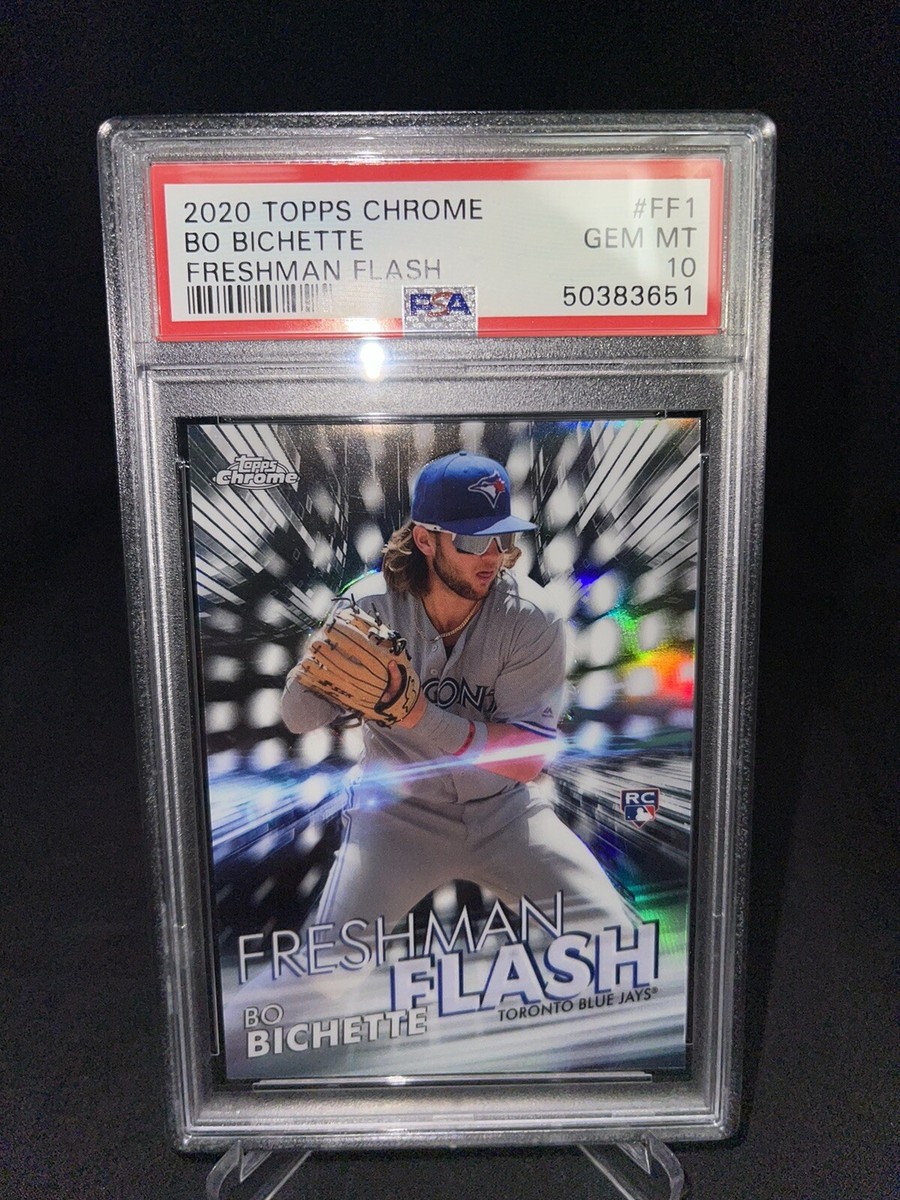 2020 TOPPS CHROME #FF1
BO BICHETTE GEM MT
FRESHMAN FLASH 10
50383651
PSA
Topps
Chrome
RC
FRESHMAN
FLASH
BO
BICHETTE
TORONTO BLUE JAYS®